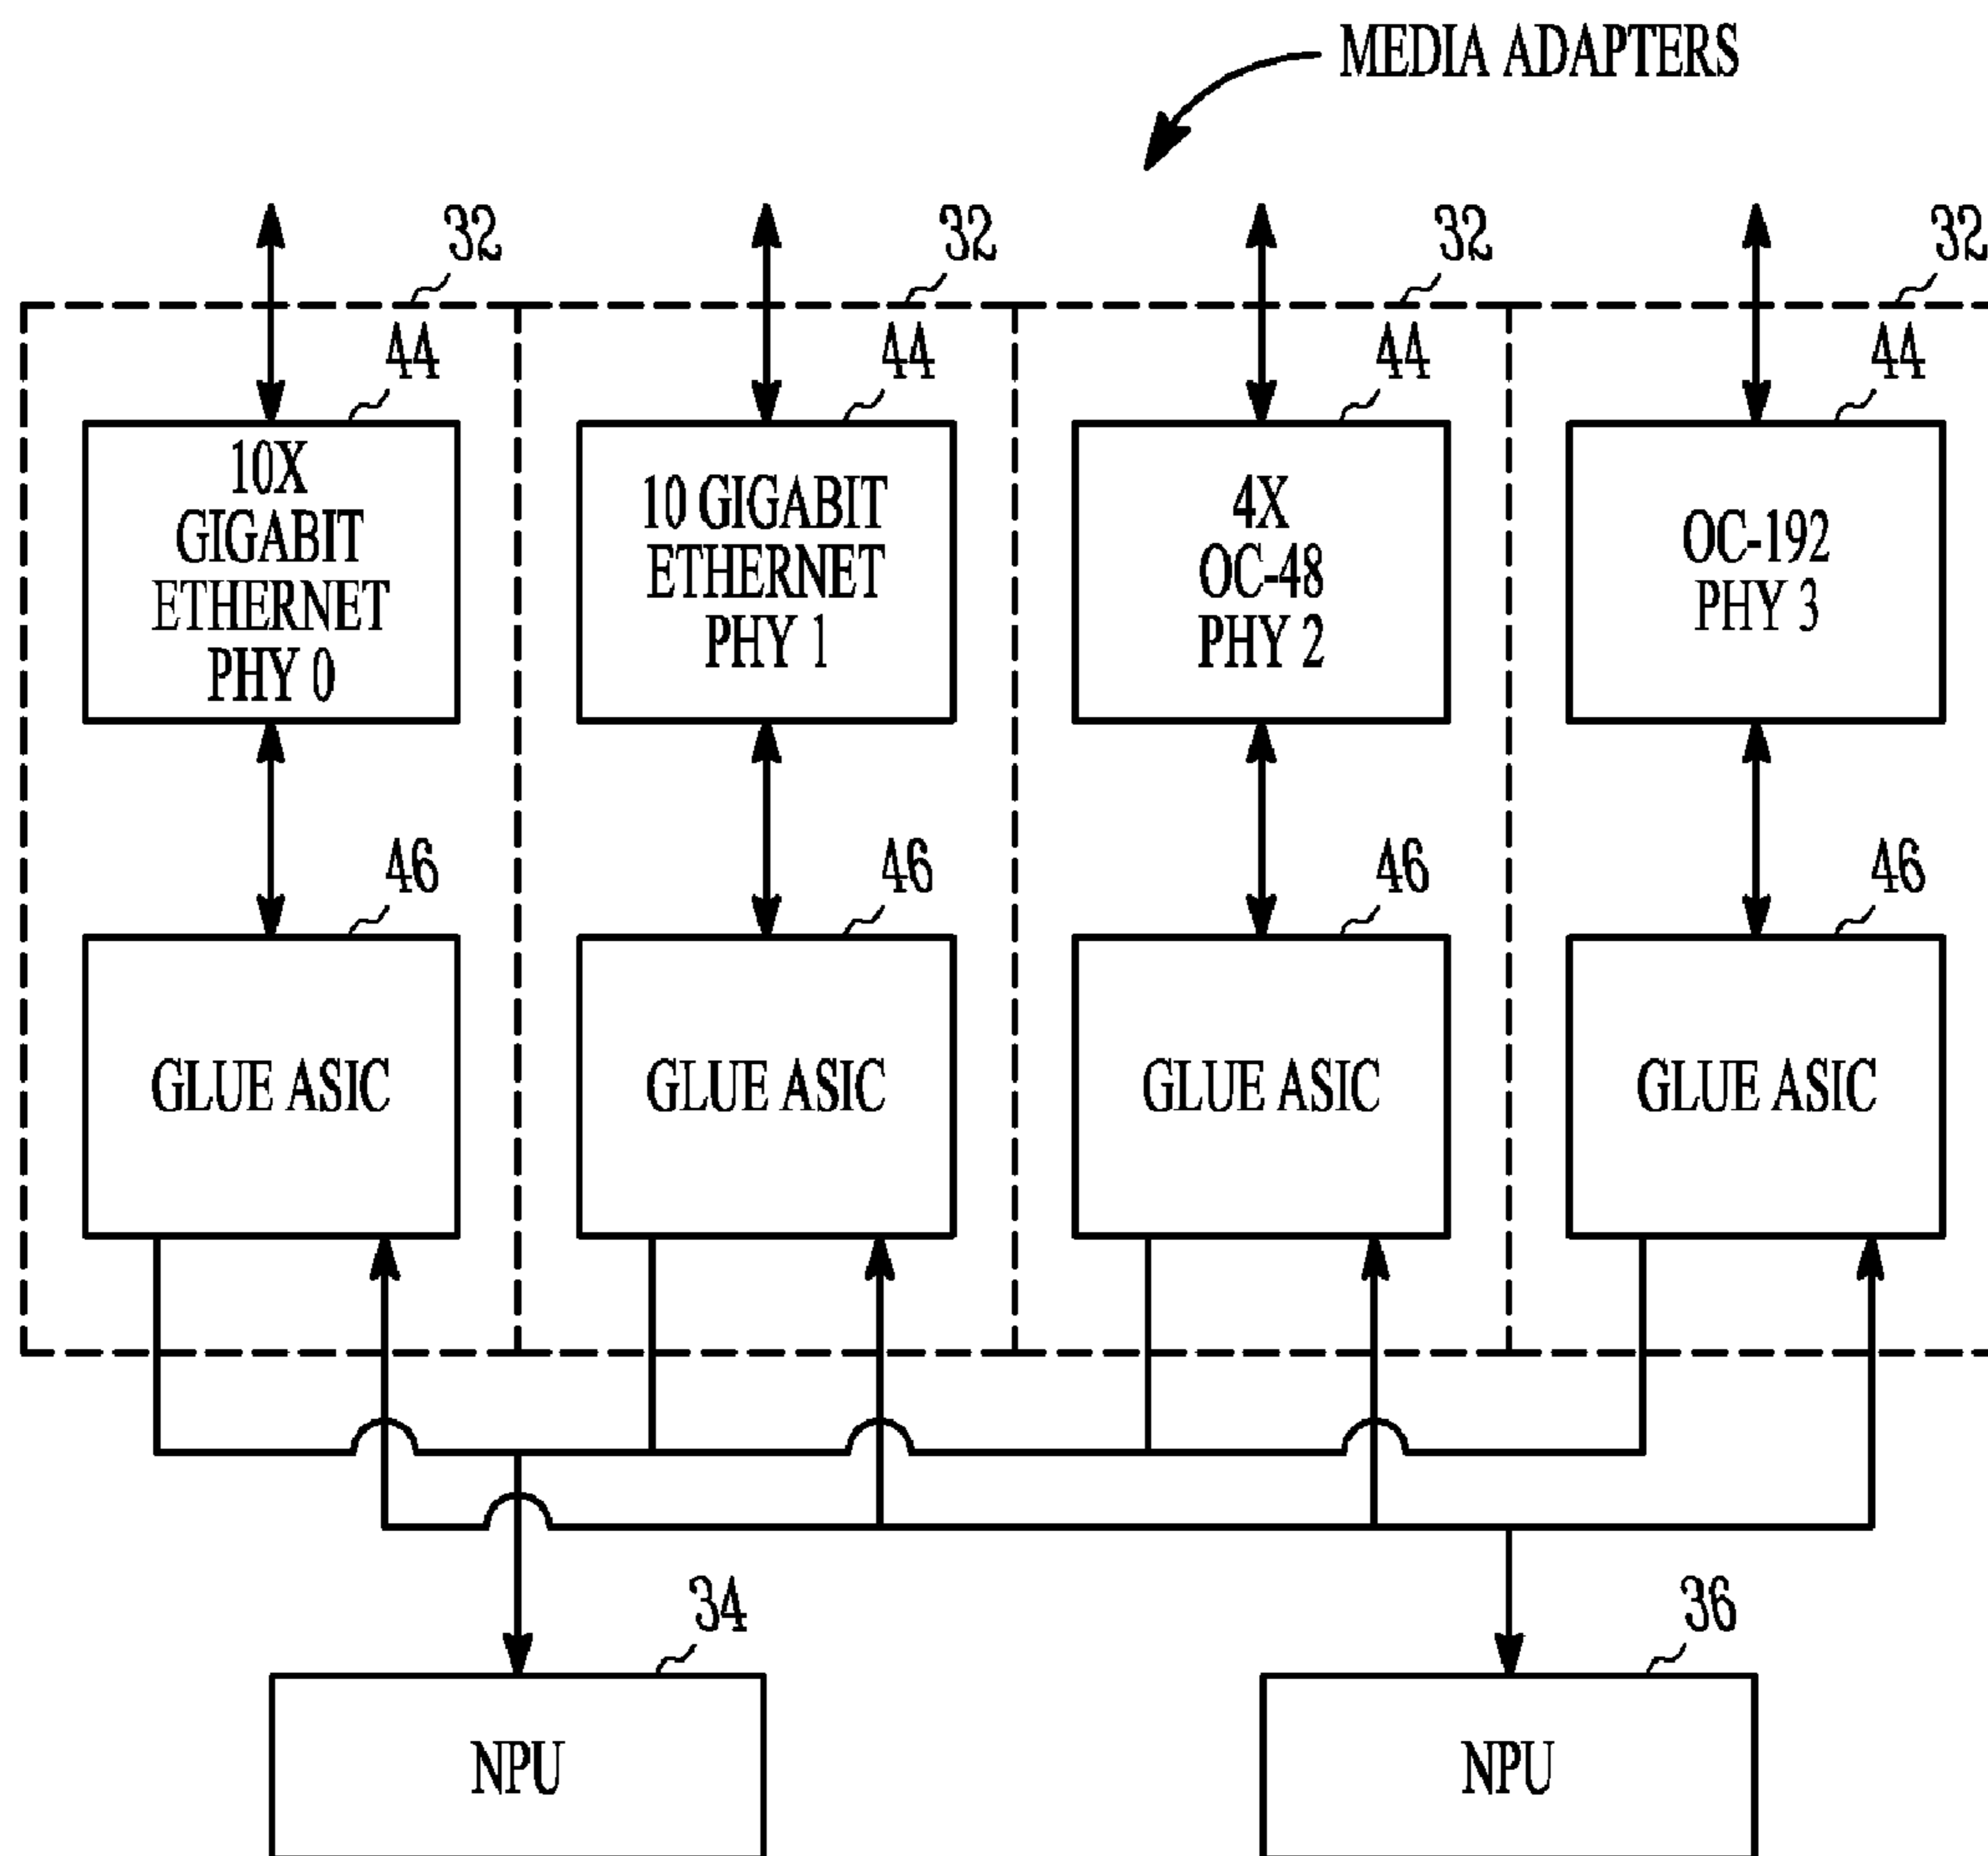 MEDIA ADAPTERS
32
32
32
32
44
44
44
44
10X
GIGABIT
ETHERNET
PHY 0
10 GIGABIT
ETHERNET
PHY 1
4X
OC-48
PHY 2
OC-192
PHY 3
46
46
46
46
GLUE ASIC
GLUE ASIC
GLUE ASIC
GLUE ASIC
34
36
NPU
NPU